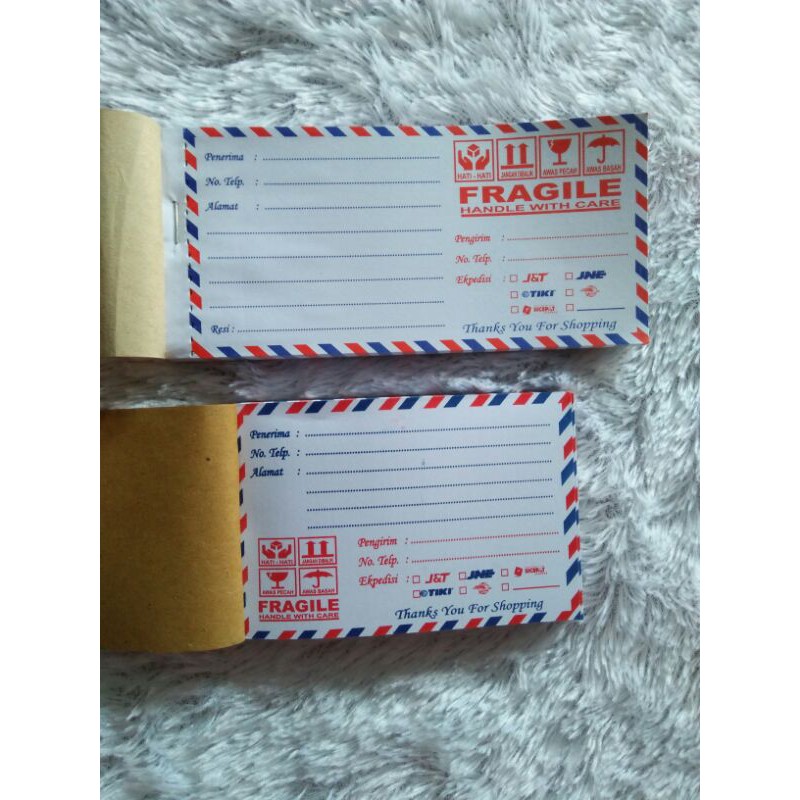 Penerima :
No. Telp. :
Alamat :
Resi :
HATI - HATI JANGAN DIBALIK AWAS PECAH AWAS BASAH
FRAGILE
HANDLE WITH CARE
Pengirim :
No. Telp. :
Ekpedisi : J&T JNE
TIKI
Thanks You For Shopping
Penerima :
No. Telp. :
Alamat :
HATI - HATI JANGAN DIBALIK
AWAS PECAH AWAS BASAH
FRAGILE
HANDLE WITH CARE
Pengirim :
No. Telp. :
Ekpedisi : J&T JNE
TIKI
Thanks You For Shopping